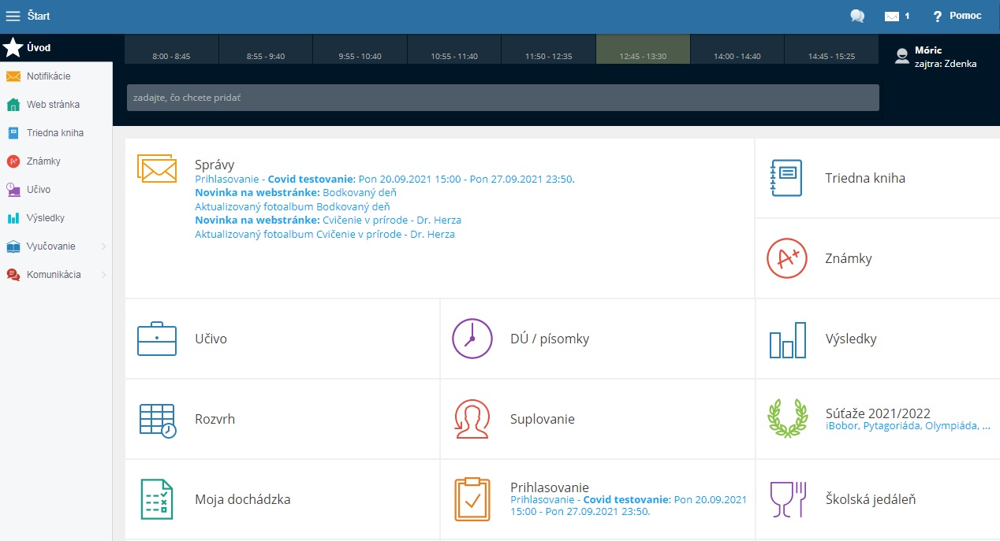 Štart
1
? Pomoc
Úvod
8:00 - 8:45
8:55 - 9:40
9:55 - 10:40
10:55 - 11:40
11:50 - 12:35
12:45 - 13:30
14:00 - 14:40
14:45 - 15:25
Móric
zajtra: Zdenka
Notifikácie
Web stránka
Triedna kniha
Známky
Učivo
Výsledky
Vyučovanie
Komunikácia
zadajte, čo chcete pridať
Správy
Prihlasovanie - Covid testovanie: Pon 20.09.2021 15:00 - Pon 27.09.2021 23:50.
Novinka na webstránke: Bodkovaný deň
Aktualizovaný fotoalbum Bodkovaný deň
Novinka na webstránke: Cvičenie v prírode - Dr. Herza
Aktualizovaný fotoalbum Cvičenie v prírode - Dr. Herza
Triedna kniha
A+
Známky
Učivo
DÚ / písomky
Výsledky
Rozvrh
Suplovanie
Súťaže 2021/2022
iBobor, Pytagoriáda, Olympiáda, ...
Moja dochádzka
Prihlasovanie
Prihlasovanie - Covid testovanie: Pon 20.09.2021
15:00 - Pon 27.09.2021 23:50.
Školská jedáleň